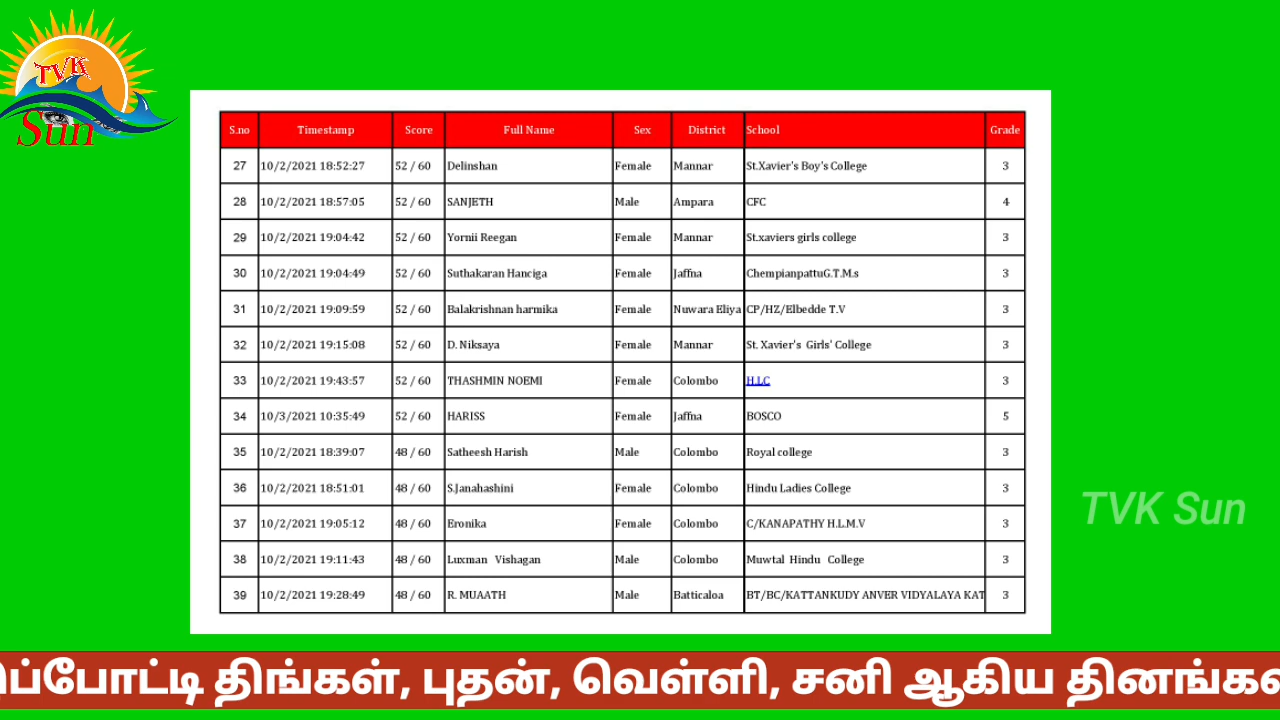 TVK
Sun
S.no Timestamp Score Full Name Sex District School Grade
27 10/2/2021 18:52:27 52 / 60 Delinshan Female Mannar St.Xavier's Boy's College 3
28 10/2/2021 18:57:05 52 / 60 SANJETH Male Ampara CFC 4
29 10/2/2021 19:04:42 52 / 60 Yornii Reegan Female Mannar St.xaviers girls college 3
30 10/2/2021 19:04:49 52 / 60 Suthakaran Hanciga Female Jaffna ChempianpattuG.T.M.s 3
31 10/2/2021 19:09:59 52 / 60 Balakrishnan harmika Female Nuwara Eliya CP/HZ/Elbedde T.V 3
32 10/2/2021 19:15:08 52 / 60 D. Niksaya Female Mannar St. Xavier's Girls' College 3
33 10/2/2021 19:43:57 52 / 60 THASHMIN NOEMI Female Colombo H.LC 3
34 10/3/2021 10:35:49 52 / 60 HARISS Female Jaffna BOSCO 5
35 10/2/2021 18:39:07 48 / 60 Satheesh Harish Male Colombo Royal college 3
36 10/2/2021 18:51:01 48 / 60 S.Janahashini Female Colombo Hindu Ladies College 3
37 10/2/2021 19:05:12 48 / 60 Eronika Female Colombo C/KANAPATHY H.L.M.V 3
38 10/2/2021 19:11:43 48 / 60 Luxman Vishagan Male Colombo Muwtal Hindu College 3
39 10/2/2021 19:28:49 48 / 60 R. MUAATH Male Batticaloa BT/BC/KATTANKUDY ANVER VIDYALAYA KAT 3
TVK Sun
ப்போட்டி திங்கள், புதன், வெள்ளி, சனி ஆகிய தினங்க